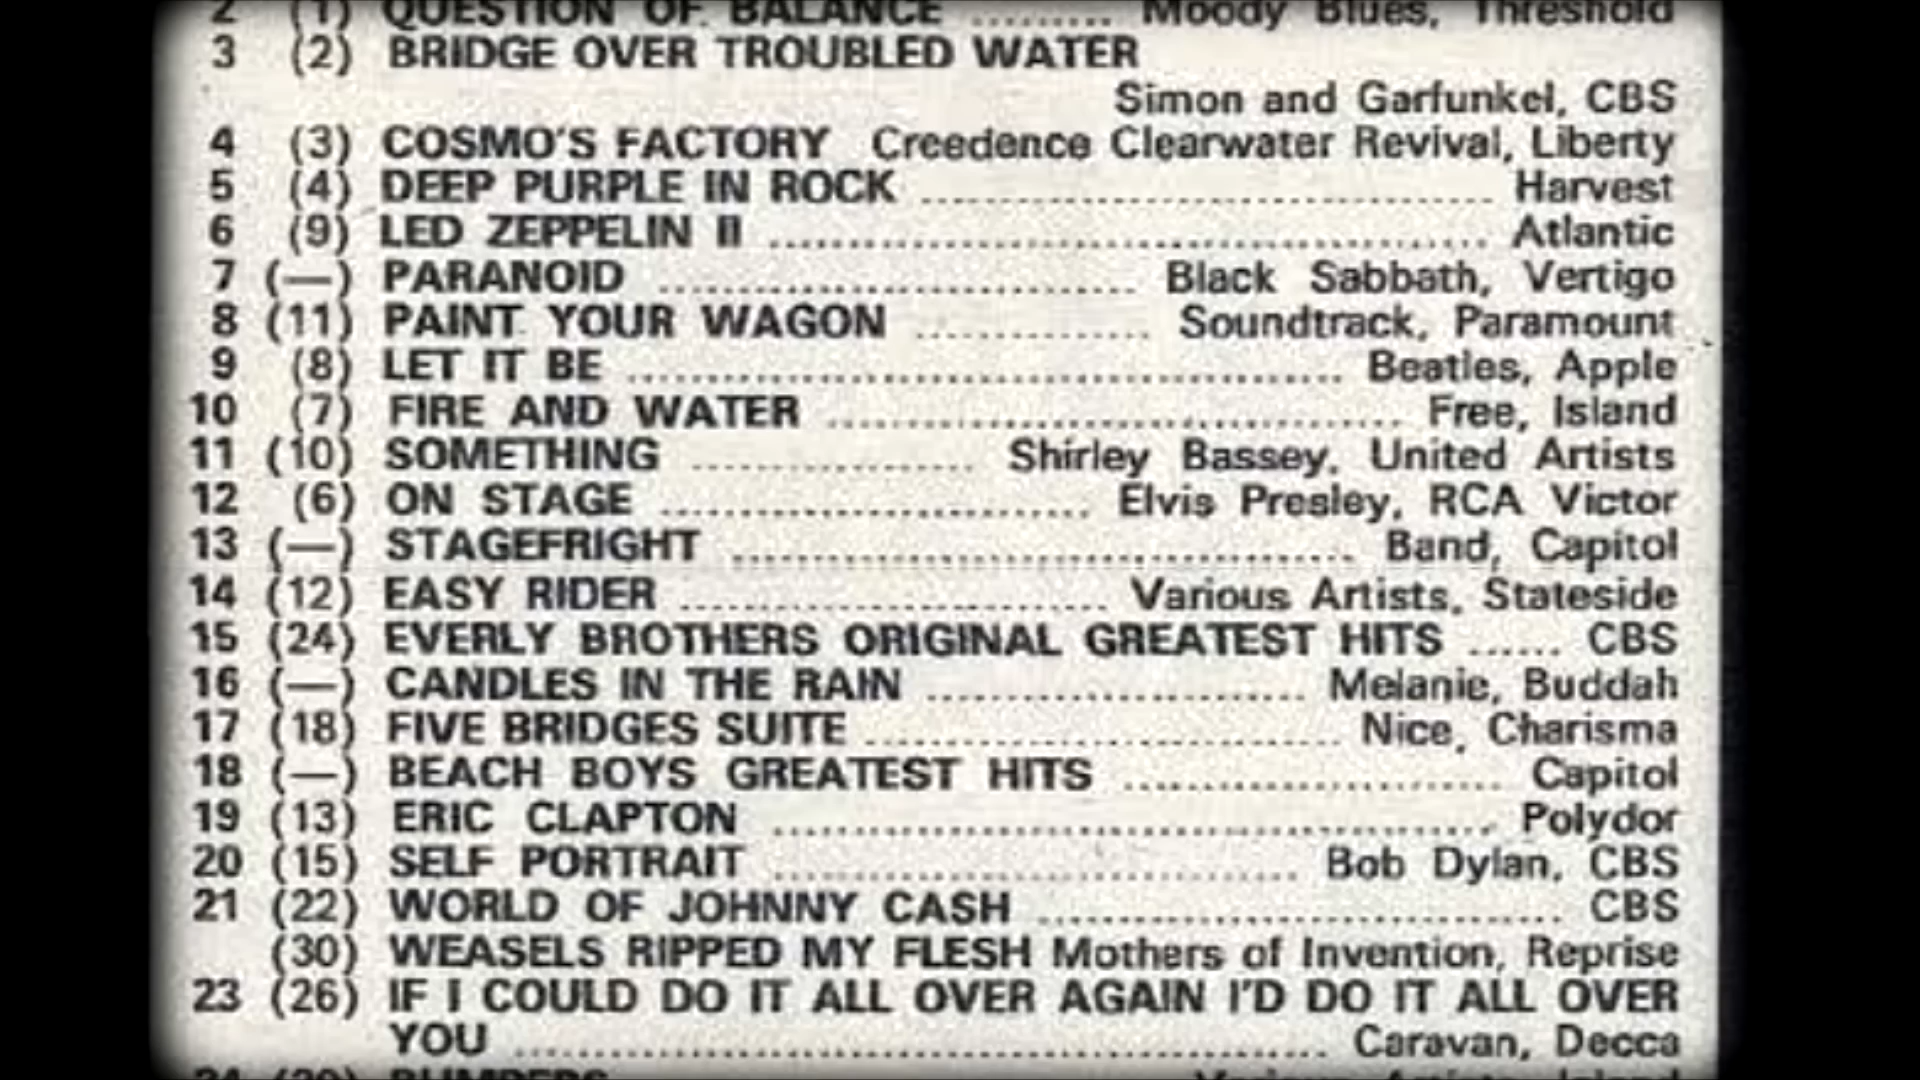 2 (1) QUESTION OF BALANCE ......... Moody Blues, Threshold
3 (2) BRIDGE OVER TROUBLED WATER
Simon and Garfunkel, CBS
4 (3) COSMO'S FACTORY Creedence Clearwater Revival, Liberty
5 (4) DEEP PURPLE IN ROCK ............ Harvest
6 (9) LED ZEPPELIN II ............ Atlantic
7 (—) PARANOID ............ Black Sabbath, Vertigo
8 (11) PAINT YOUR WAGON ............ Soundtrack, Paramount
9 (8) LET IT BE ............ Beatles, Apple
10 (7) FIRE AND WATER ............ Free, Island
11 (10) SOMETHING ............ Shirley Bassey, United Artists
12 (6) ON STAGE ............ Elvis Presley, RCA Victor
13 (—) STAGEFRIGHT ............ Band, Capitol
14 (12) EASY RIDER ............ Various Artists, Stateside
15 (24) EVERLY BROTHERS ORIGINAL GREATEST HITS ...... CBS
16 (—) CANDLES IN THE RAIN ............ Melanie, Buddah
17 (18) FIVE BRIDGES SUITE ............ Nice, Charisma
18 (—) BEACH BOYS GREATEST HITS ............ Capitol
19 (13) ERIC CLAPTON ............ Polydor
20 (15) SELF PORTRAIT ............ Bob Dylan, CBS
21 (22) WORLD OF JOHNNY CASH ............ CBS
(30) WEASELS RIPPED MY FLESH Mothers of Invention, Reprise
23 (26) IF I COULD DO IT ALL OVER AGAIN I'D DO IT ALL OVER
YOU ............ Caravan, Decca